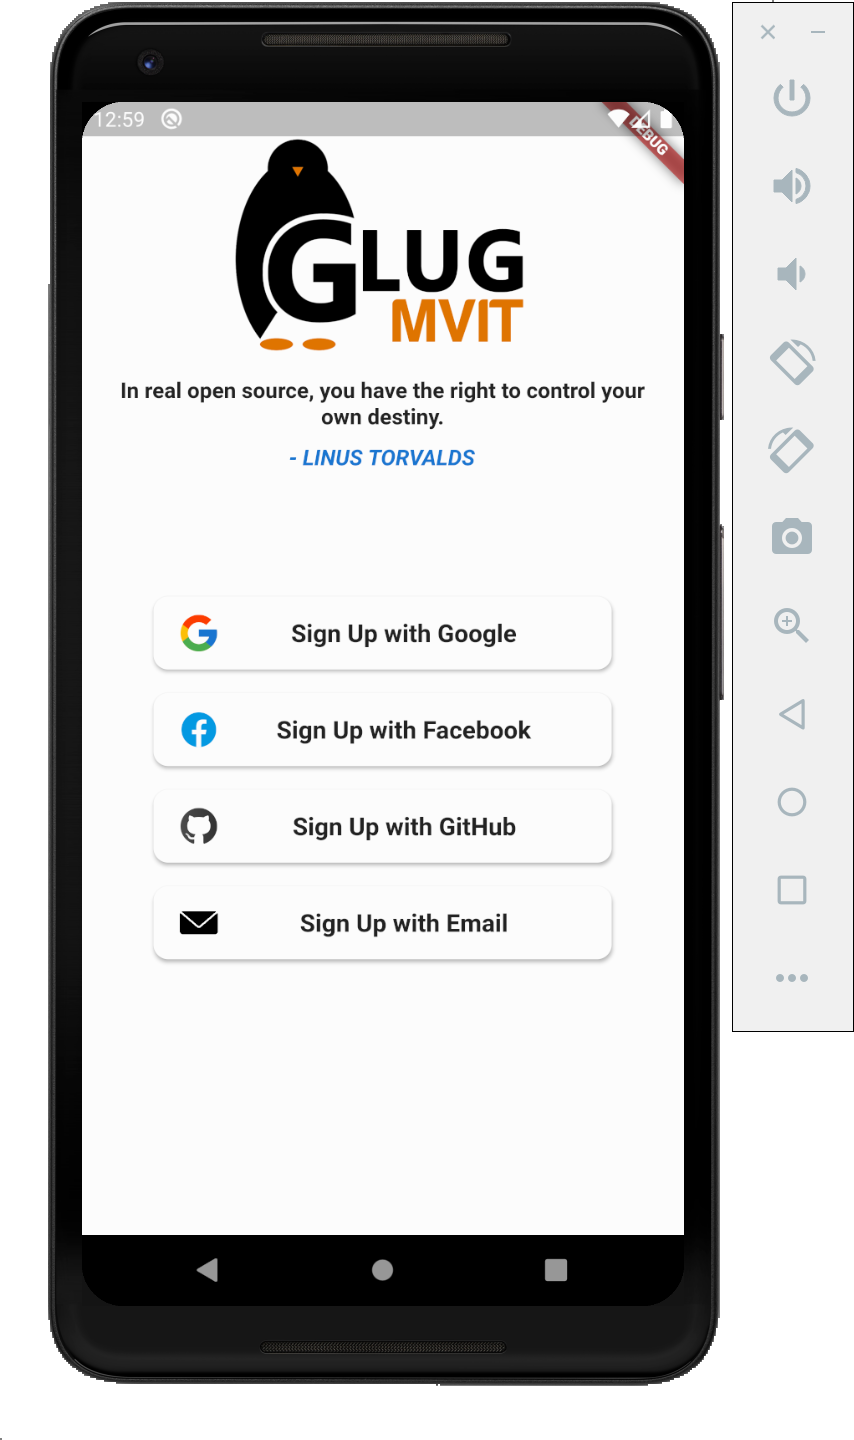 12:59
DEBUG
GLUG
MVIT
In real open source, you have the right to control your
own destiny.
- LINUS TORVALDS
Sign Up with Google
Sign Up with Facebook
Sign Up with GitHub
Sign Up with Email